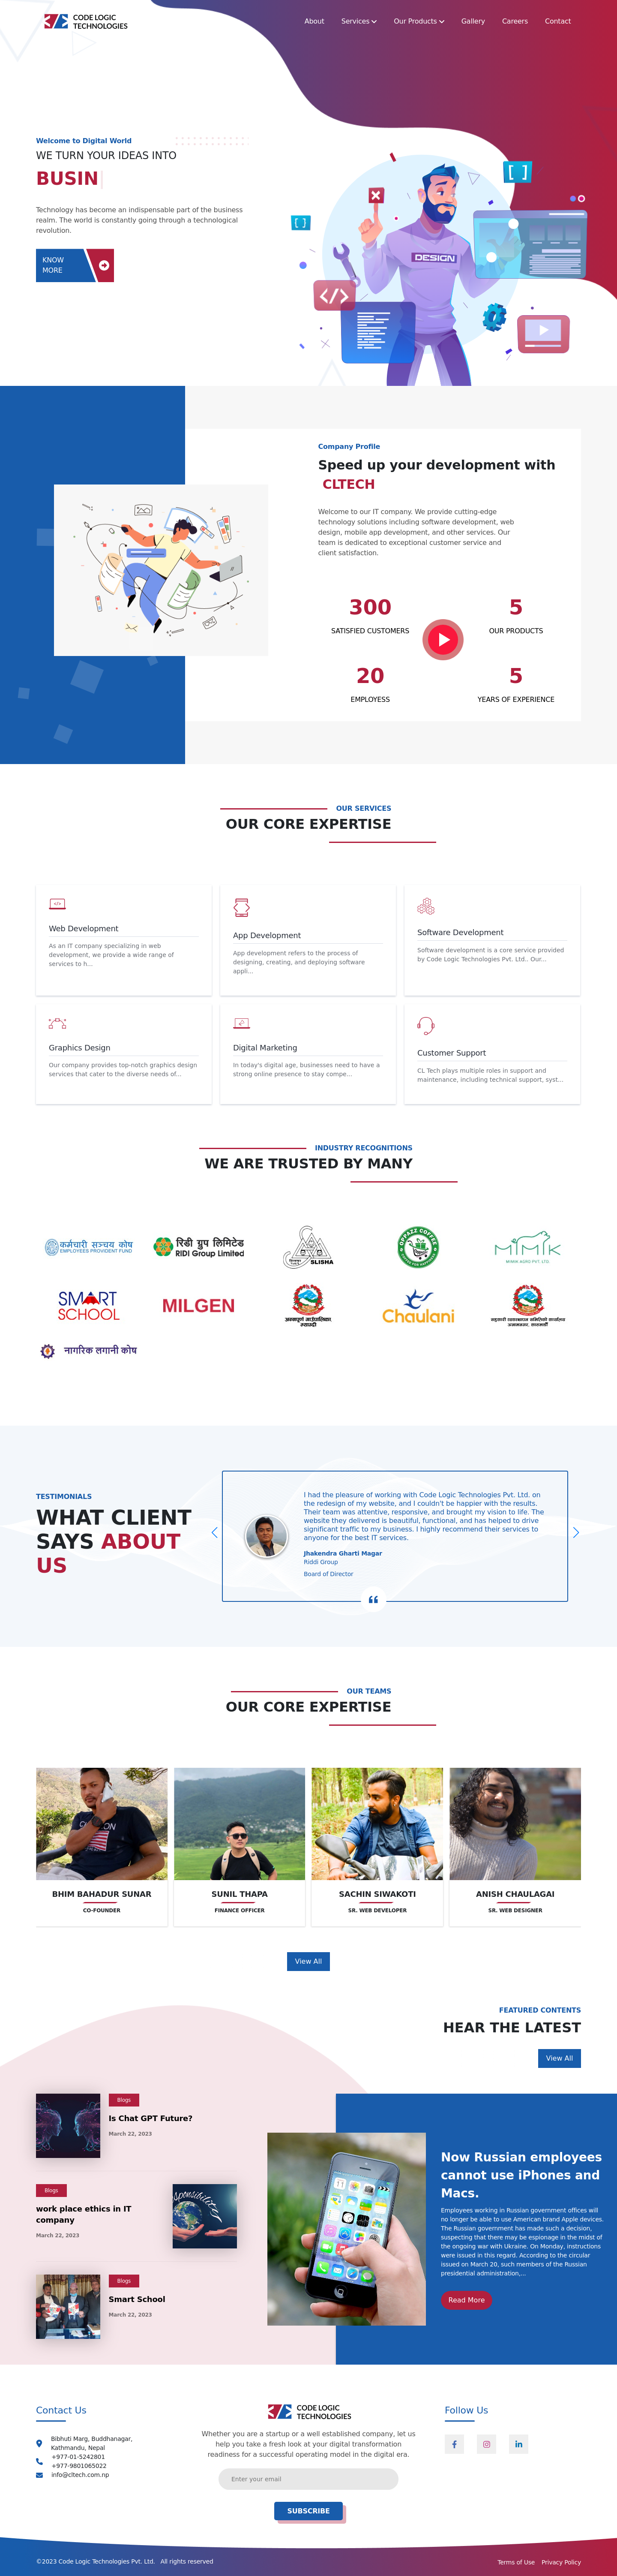 CODE LOGIC
TECHNOLOGIES
About
Services
Our Products
Gallery
Careers
Contact
Welcome to Digital World
WE TURN YOUR IDEAS INTO
BUSIN
Technology has become an indispensable part of the business
realm. The world is constantly going through a technological
revolution.
KNOW
MORE
DESIGN
Company Profile
Speed up your development with
CLTECH
Welcome to our IT company. We provide cutting-edge
technology solutions including software development, web
design, mobile app development, and other services. Our
team is dedicated to exceptional customer service and
client satisfaction.
300
SATISFIED CUSTOMERS
5
OUR PRODUCTS
20
EMPLOYESS
5
YEARS OF EXPERIENCE
OUR SERVICES
OUR CORE EXPERTISE
Web Development
As an IT company specializing in web
development, we provide a wide range of
services to h...
App Development
App development refers to the process of
designing, creating, and deploying software
appli...
Software Development
Software development is a core service provided
by Code Logic Technologies Pvt. Ltd.. Our...
Graphics Design
Our company provides top-notch graphics design
services that cater to the diverse needs of...
Digital Marketing
In today's digital age, businesses need to have a
strong online presence to stay compe...
Customer Support
CL Tech plays multiple roles in support and
maintenance, including technical support, syst...
INDUSTRY RECOGNITIONS
WE ARE TRUSTED BY MANY
कर्मचारी सञ्चय कोष
EMPLOYEES PROVIDENT FUND
रिडी ग्रुप लिमिटेड
RIDI Group Limited
SLISHA
MIMIK
MIMIK AGRO PVT. LTD.
SMART
SCHOOL
MILGEN
अन्नपूर्ण गाउँपालिका,
म्याग्दी
Chaulani
नागरिक लगानी कोष
TESTIMONIALS
WHAT CLIENT
SAYS ABOUT
US
I had the pleasure of working with Code Logic Technologies Pvt. Ltd. on
the redesign of my website, and I couldn't be happier with the results.
Their team was attentive, responsive, and brought my vision to life. The
website they delivered is beautiful, functional, and has helped to drive
significant traffic to my business. I highly recommend their services to
anyone for the best IT services.
Jhakendra Gharti Magar
Riddi Group
Board of Director
OUR TEAMS
OUR CORE EXPERTISE
BHIM BAHADUR SUNAR
CO-FOUNDER
SUNIL THAPA
FINANCE OFFICER
SACHIN SIWAKOTI
SR. WEB DEVELOPER
ANISH CHAULAGAI
SR. WEB DESIGNER
View All
FEATURED CONTENTS
HEAR THE LATEST
View All
Blogs
Is Chat GPT Future?
March 22, 2023
Blogs
work place ethics in IT
company
March 22, 2023
responsibility
Blogs
Smart School
March 22, 2023
Now Russian employees
cannot use iPhones and
Macs.
Employees working in Russian government offices will
no longer be able to use American brand Apple devices.
The Russian government has made such a decision,
suspecting that there may be espionage in the midst of
the ongoing war with Ukraine. On Monday, instructions
were issued in this regard. According to the circular
issued on March 20, such members of the Russian
presidential administration,...
Read More
Contact Us
Bibhuti Marg, Buddhanagar,
Kathmandu, Nepal
+977-01-5242801
+977-9801065022
info@cltech.com.np
CODE LOGIC
TECHNOLOGIES
Whether you are a startup or a well established company, let us
help you take a fresh look at your digital transformation
readiness for a successful operating model in the digital era.
Enter your email
SUBSCRIBE
Follow Us
©2023 Code Logic Technologies Pvt. Ltd. All rights reserved
Terms of Use
Privacy Policy